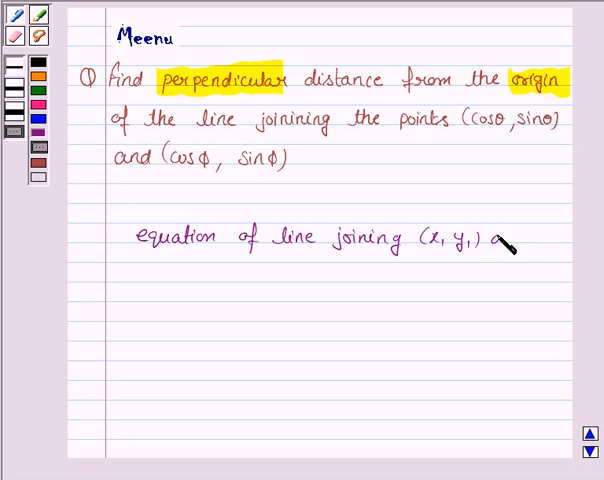 Meenu
Q find perpendicular distance from the origin
of the line joinining the points (cosθ, sinθ)
and (cosϕ, sinϕ)
equation of line joining (x, y₁) a